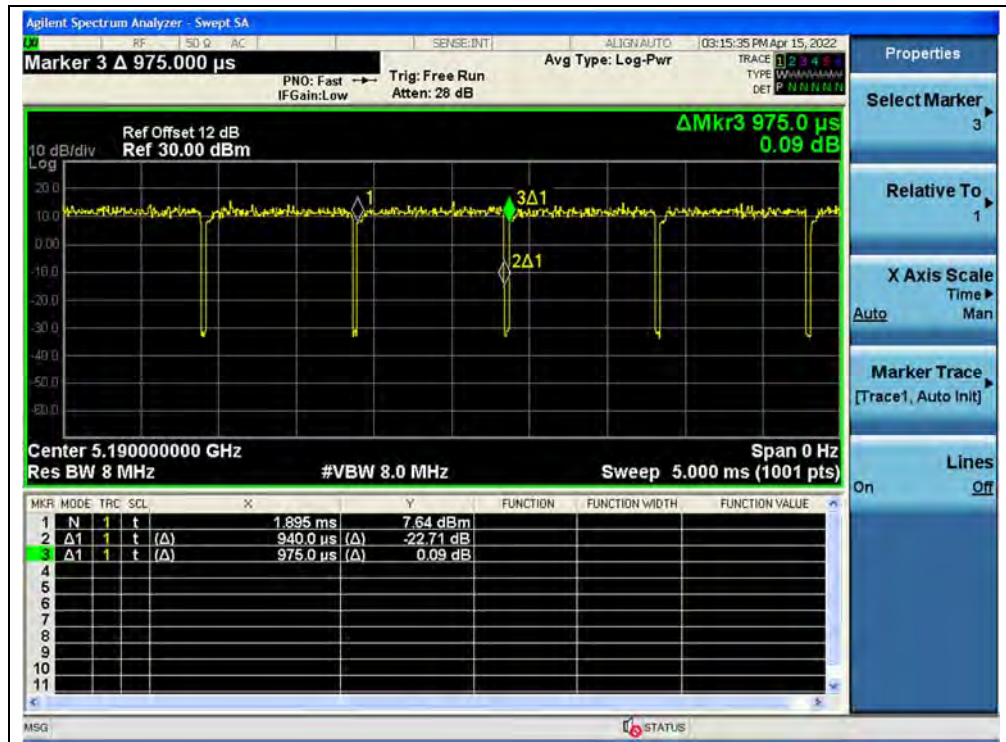 Agilent Spectrum Analyzer - Swept SA
LXI RF 50 Ω AC SENSE:INT ALIGN AUTO 03:15:35 PM Apr 15, 2022
Marker 3 Δ 975.000 µs
PNO: Fast
IFGain:Low
Trig: Free Run
Atten: 28 dB
Avg Type: Log-Pwr
TRACE 1 2 3 4 5 6
TYPE W
DET P N N N N N
Ref Offset 12 dB
Ref 30.00 dBm
10 dB/div
Log
ΔMkr3 975.0 µs
0.09 dB
20.0
10.0
0.00
-10.0
-20.0
-30.0
-40.0
-50.0
-60.0
1
3Δ1
2Δ1
Center 5.190000000 GHz
Span 0 Hz
Res BW 8 MHz #VBW 8.0 MHz Sweep 5.000 ms (1001 pts)
MKR MODE TRC SCL X Y FUNCTION FUNCTION WIDTH FUNCTION VALUE
1 N 1 t 1.895 ms 7.64 dBm
2 Δ1 1 t (Δ) 940.0 µs (Δ) -22.71 dB
3 Δ1 1 t (Δ) 975.0 µs (Δ) 0.09 dB
4
5
6
7
8
9
10
11
MSG STATUS
Properties
Select Marker
3
Relative To
1
X Axis Scale
Time
Auto Man
Marker Trace
[Trace1, Auto Init]
Lines
On Off